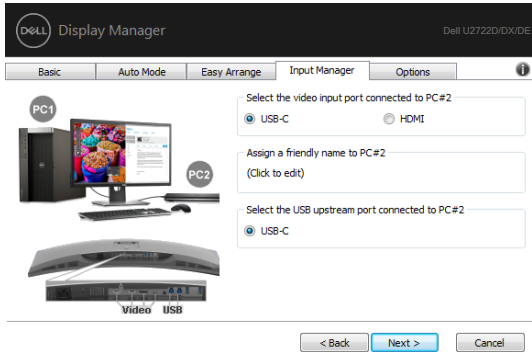 DELL Display Manager
Dell U2722D/DX/DE
Basic
Auto Mode
Easy Arrange
Input Manager
Options
PC1
PC2
Video USB
Select the video input port connected to PC#2
USB-C
HDMI
Assign a friendly name to PC#2
(Click to edit)
Select the USB upstream port connected to PC#2
USB-C
< Back
Next >
Cancel